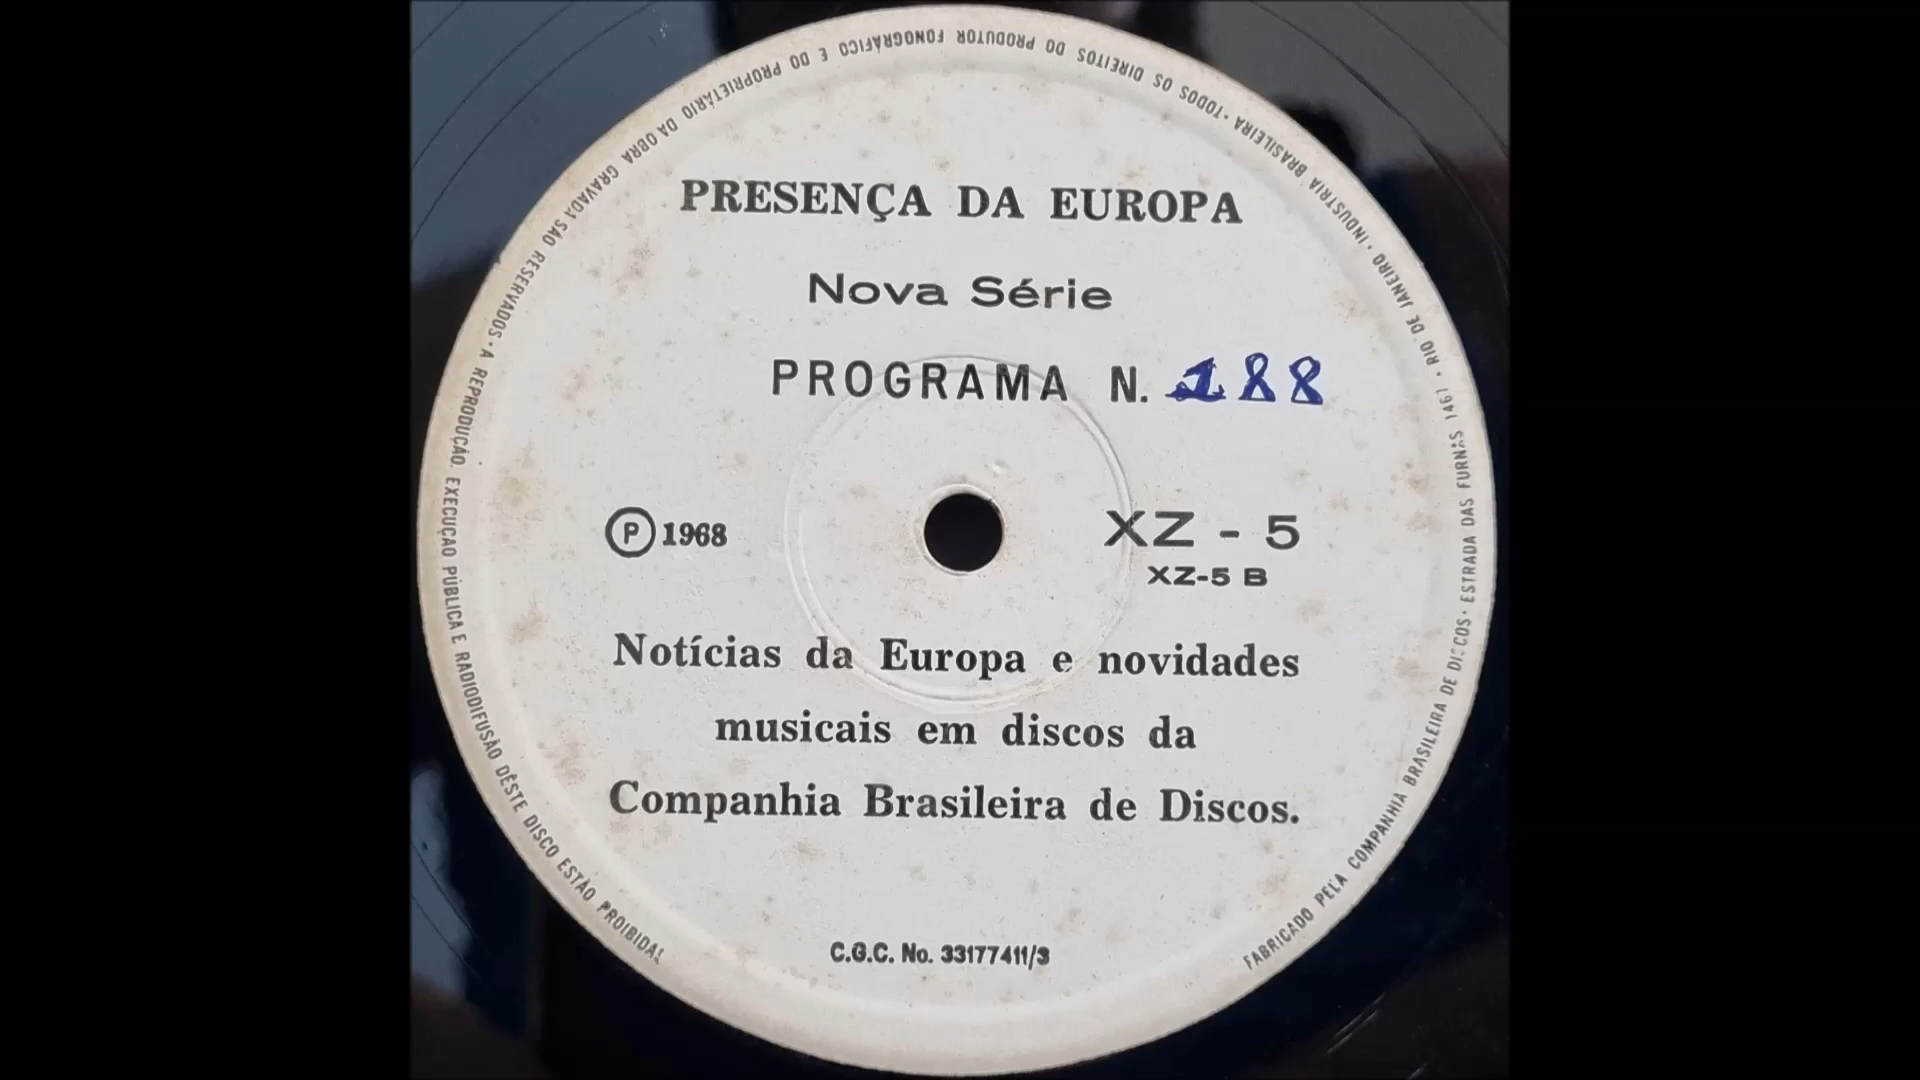 PRESENÇA DA EUROPA
Nova Série
PROGRAMA N. 188
Ⓟ 1968
XZ - 5
XZ-5 B
Notícias da Europa e novidades
musicais em discos da
Companhia Brasileira de Discos.
C.G.C. No. 33177411/3
FABRICADO PELA COMPANHIA BRASILEIRA DE DISCOS · ESTRADA DAS FURNAS 1461 · RIO DE JANEIRO · INDUSTRIA BRASILEIRA · TODOS OS DIREITOS DO PRODUTOR FONOGRÁFICO E DO PROPRIETÁRIO DA OBRA GRAVADA SÃO RESERVADOS · A REPRODUÇÃO, EXECUÇÃO PÚBLICA E RADIODIFUSÃO DÊSTE DISCO ESTÃO PROIBIDAS